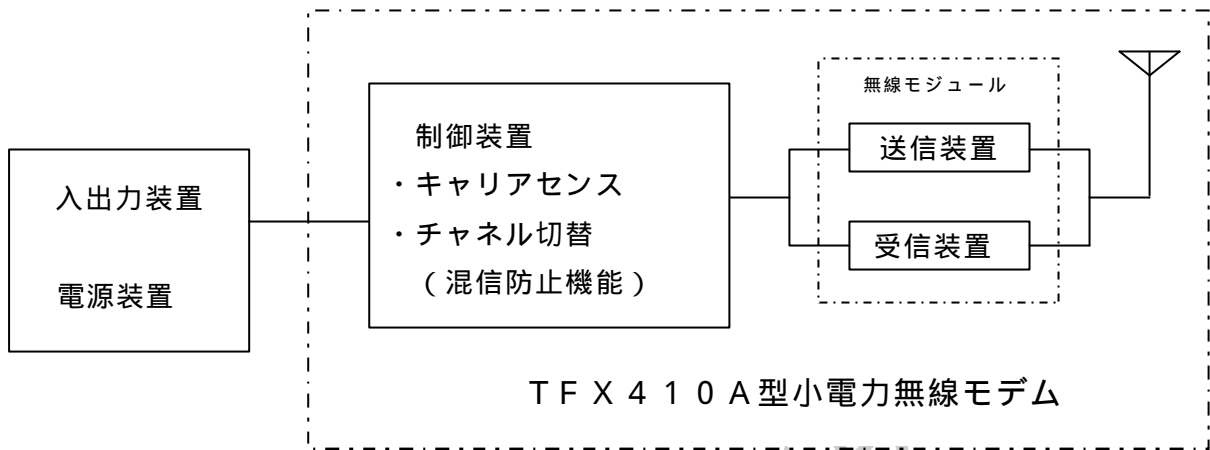 入出力装置
電源装置
制御装置
・キャリアセンス
・チャネル切替
(混信防止機能)
無線モジュール
送信装置
受信装置
TFX410A型小電力無線モデム